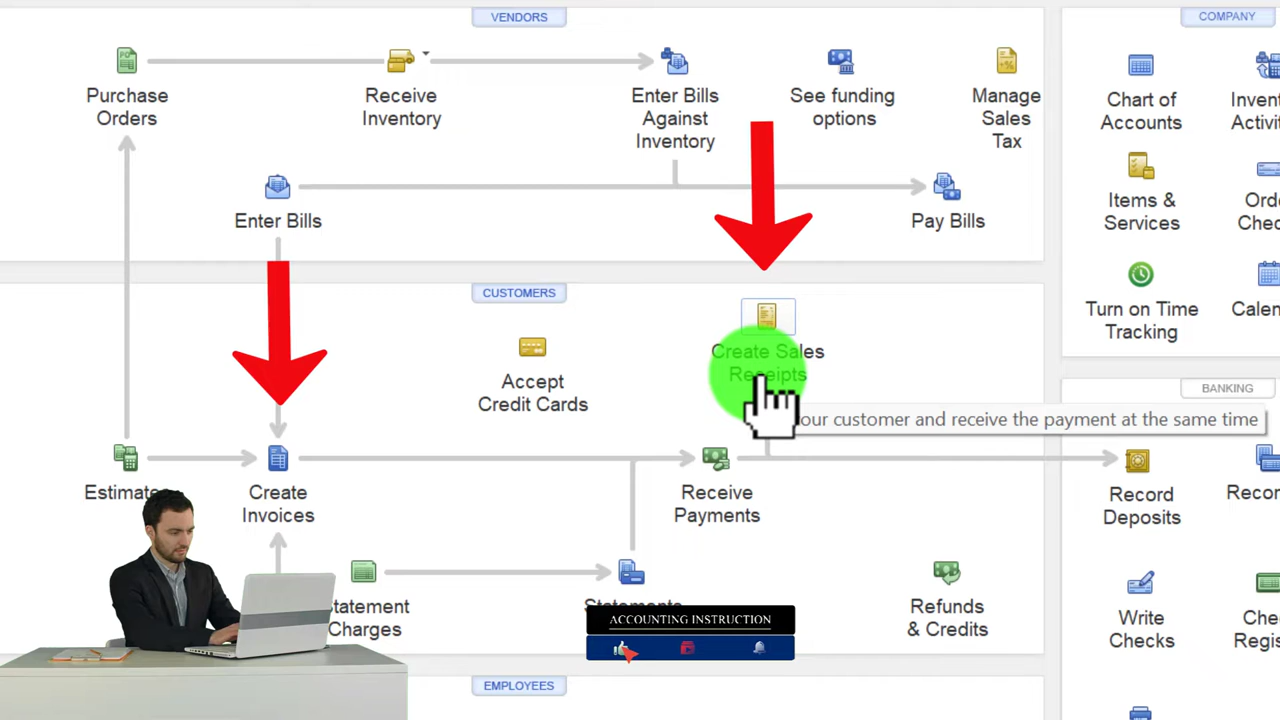 VENDORS
COMPANY
Purchase
Orders
Receive
Inventory
Enter Bills
Against
Inventory
See funding
options
Manage
Sales
Tax
Chart of
Accounts
Enter Bills
Pay Bills
Items &
Services
CUSTOMERS
Turn on Time
Tracking
Create Sales
Receipts
Accept
Credit Cards
BANKING
our customer and receive the payment at the same time
Create
Invoices
Receive
Payments
Record
Deposits
Refunds
& Credits
Write
Checks
ACCOUNTING INSTRUCTION
EMPLOYEES